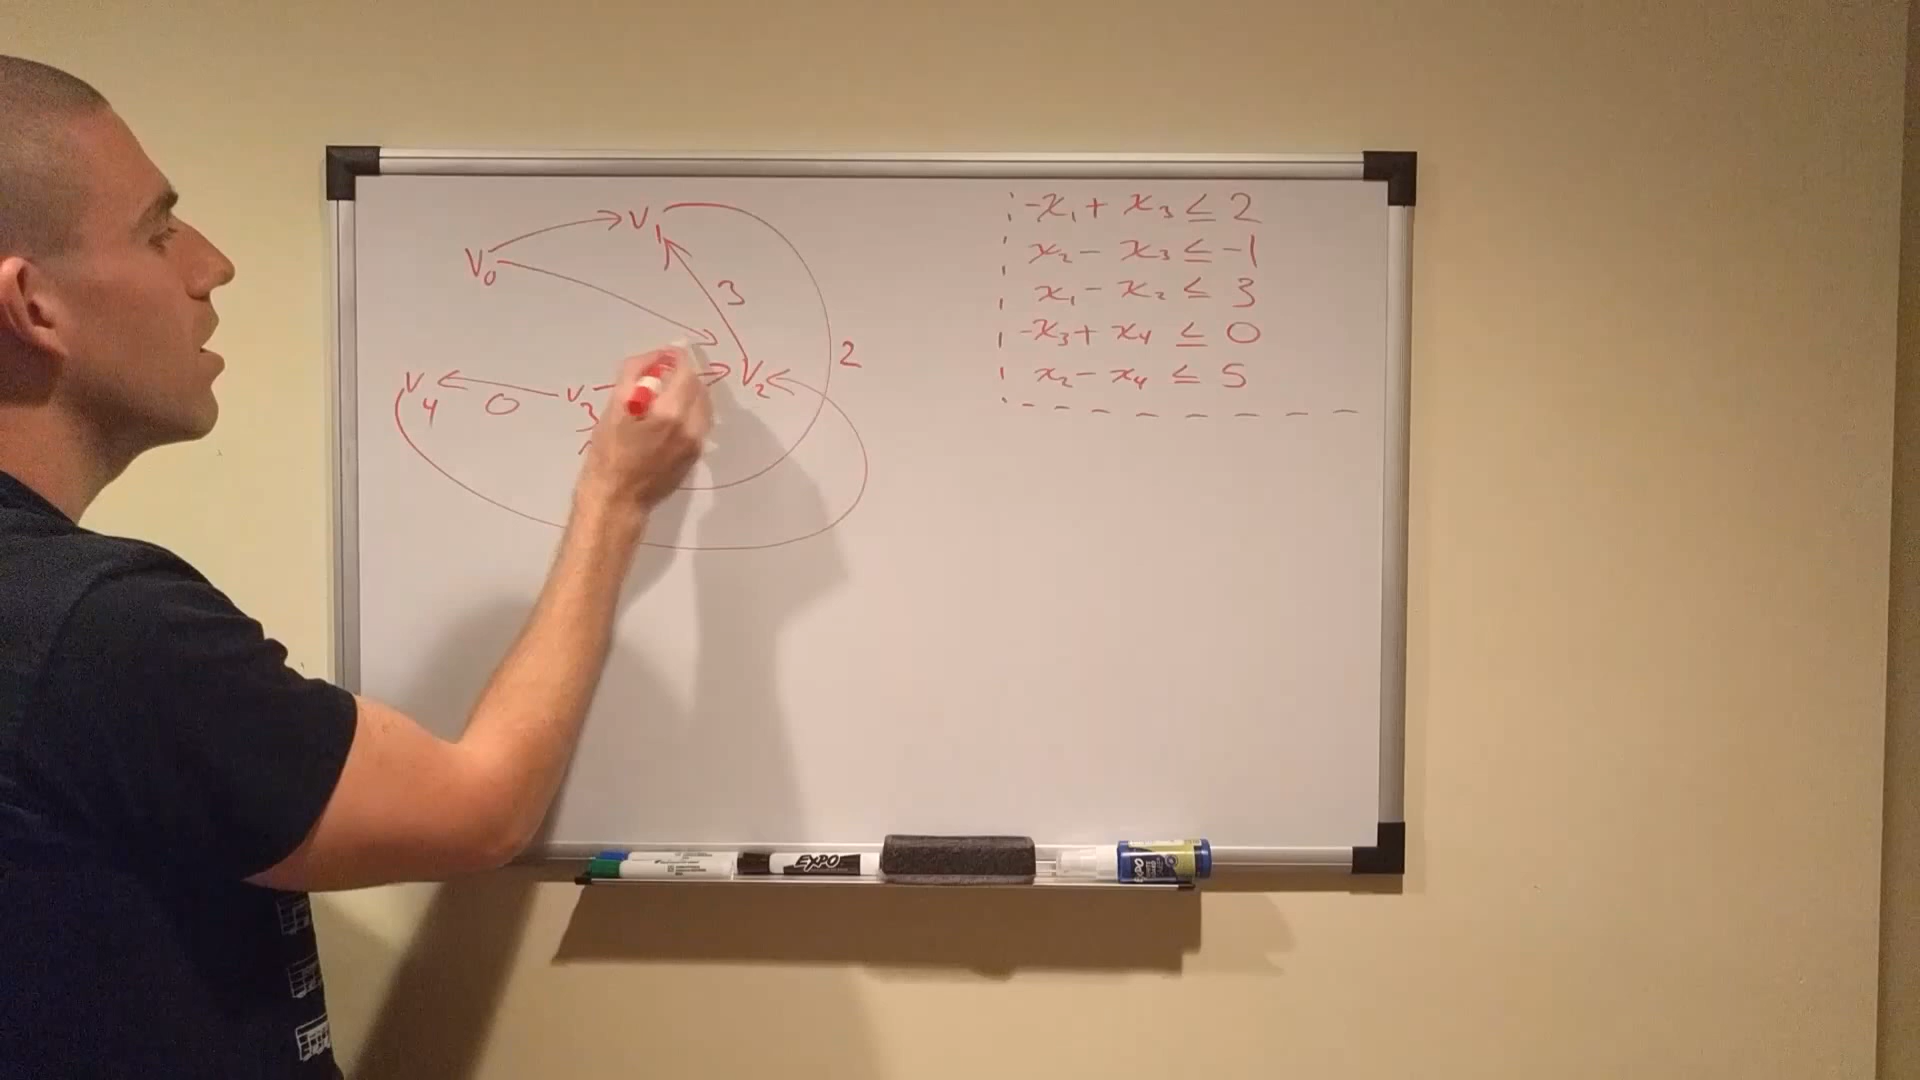 V₁
V₀
3
2
V₄
0
V₃
V₂
-x₁ + x₃ ≤ 2
x₂ - x₃ ≤ -1
x₁ - x₂ ≤ 3
-x₃ + x₄ ≤ 0
x₂ - x₄ ≤ 5
EXPO
EXPO